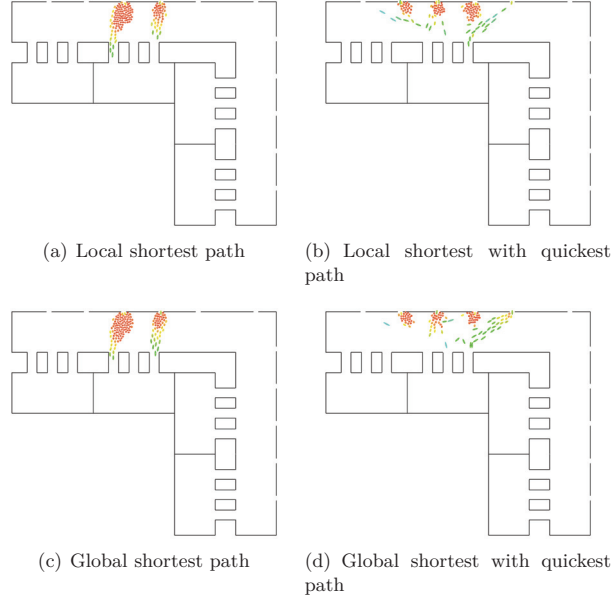 (a) Local shortest path
(b) Local shortest with quickest
path
(c) Global shortest path
(d) Global shortest with quickest
path